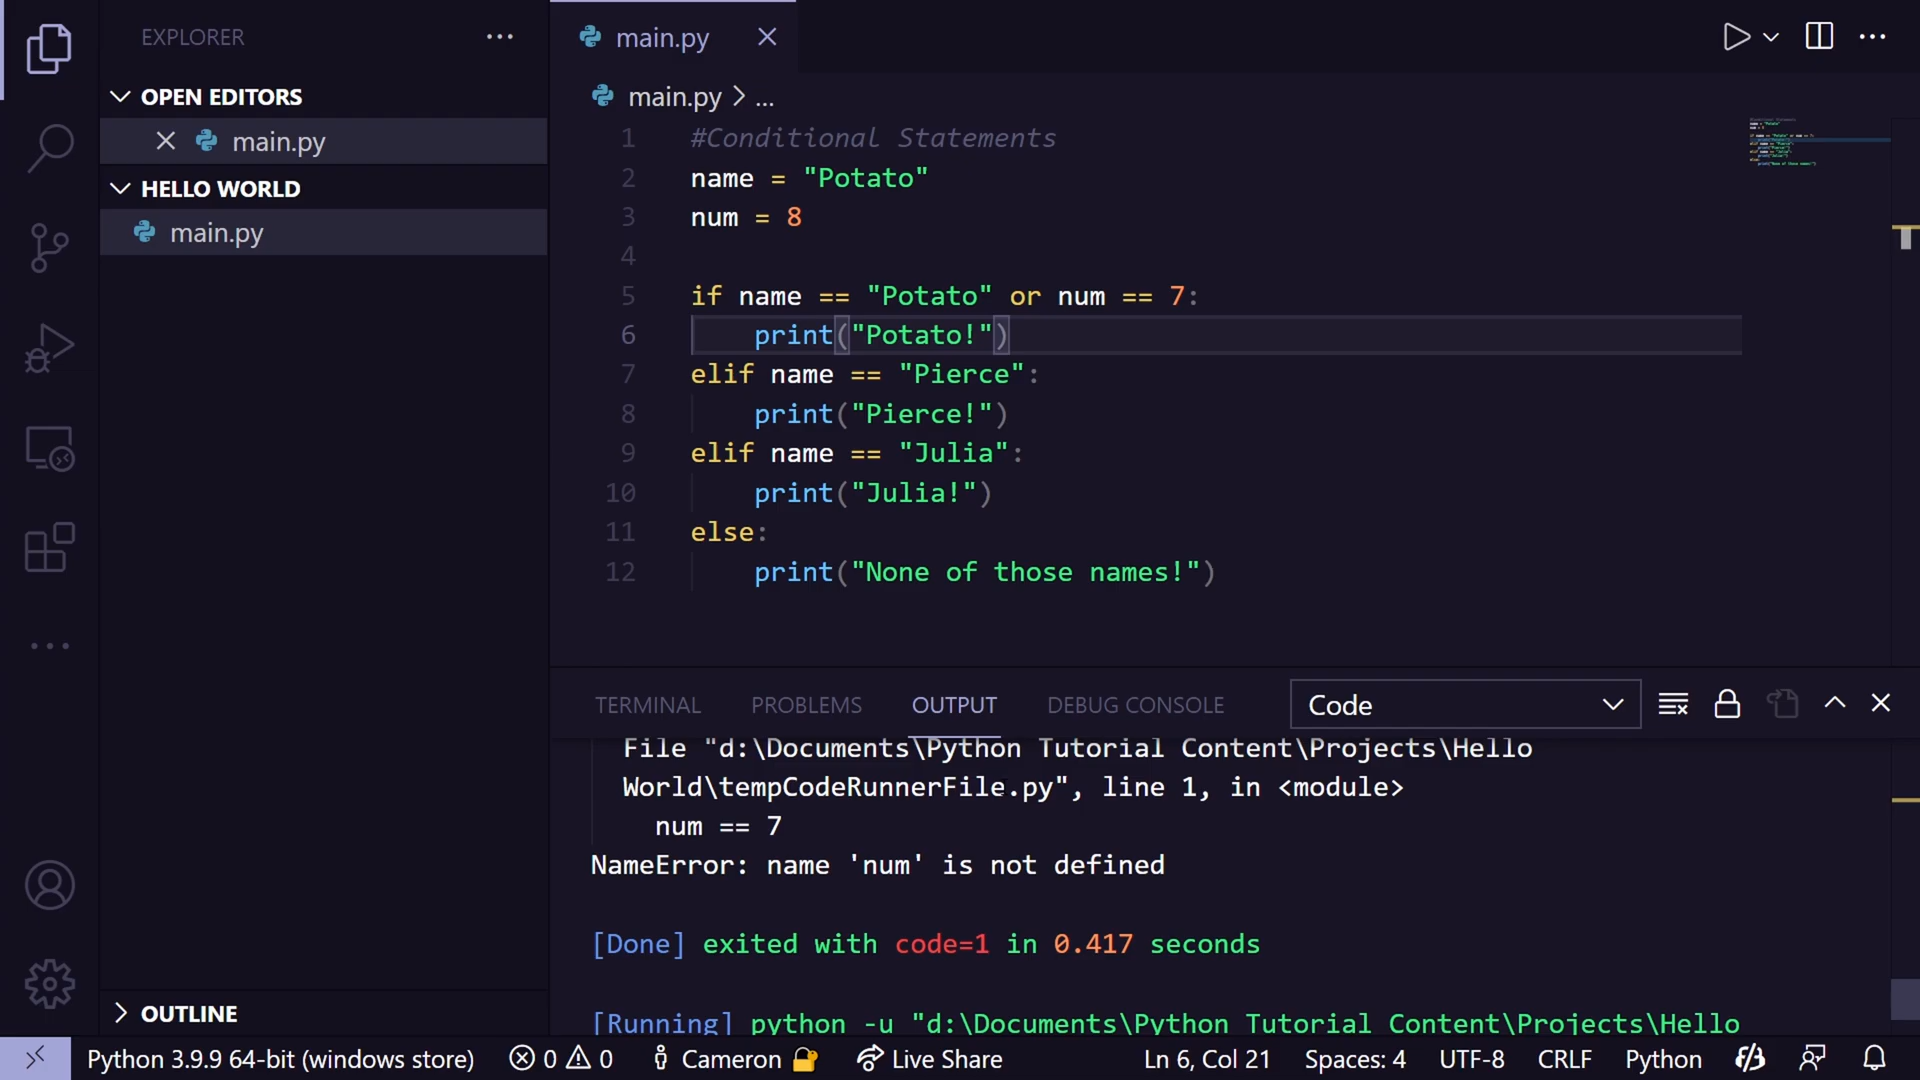 EXPLORER
OPEN EDITORS
main.py
HELLO WORLD
main.py
OUTLINE
main.py
main.py > ...
1 #Conditional Statements
2 name = "Potato"
3 num = 8
4
5 if name == "Potato" or num == 7:
6 print("Potato!")
7 elif name == "Pierce":
8 print("Pierce!")
9 elif name == "Julia":
10 print("Julia!")
11 else:
12 print("None of those names!")
TERMINAL PROBLEMS OUTPUT DEBUG CONSOLE Code
File "d:\Documents\Python Tutorial Content\Projects\Hello
World\tempCodeRunnerFile.py", line 1, in <module>
num == 7
NameError: name 'num' is not defined
[Done] exited with code=1 in 0.417 seconds
[Running] python -u "d:\Documents\Python Tutorial Content\Projects\Hello
Python 3.9.9 64-bit (windows store) 0 0 Cameron Live Share Ln 6, Col 21 Spaces: 4 UTF-8 CRLF Python